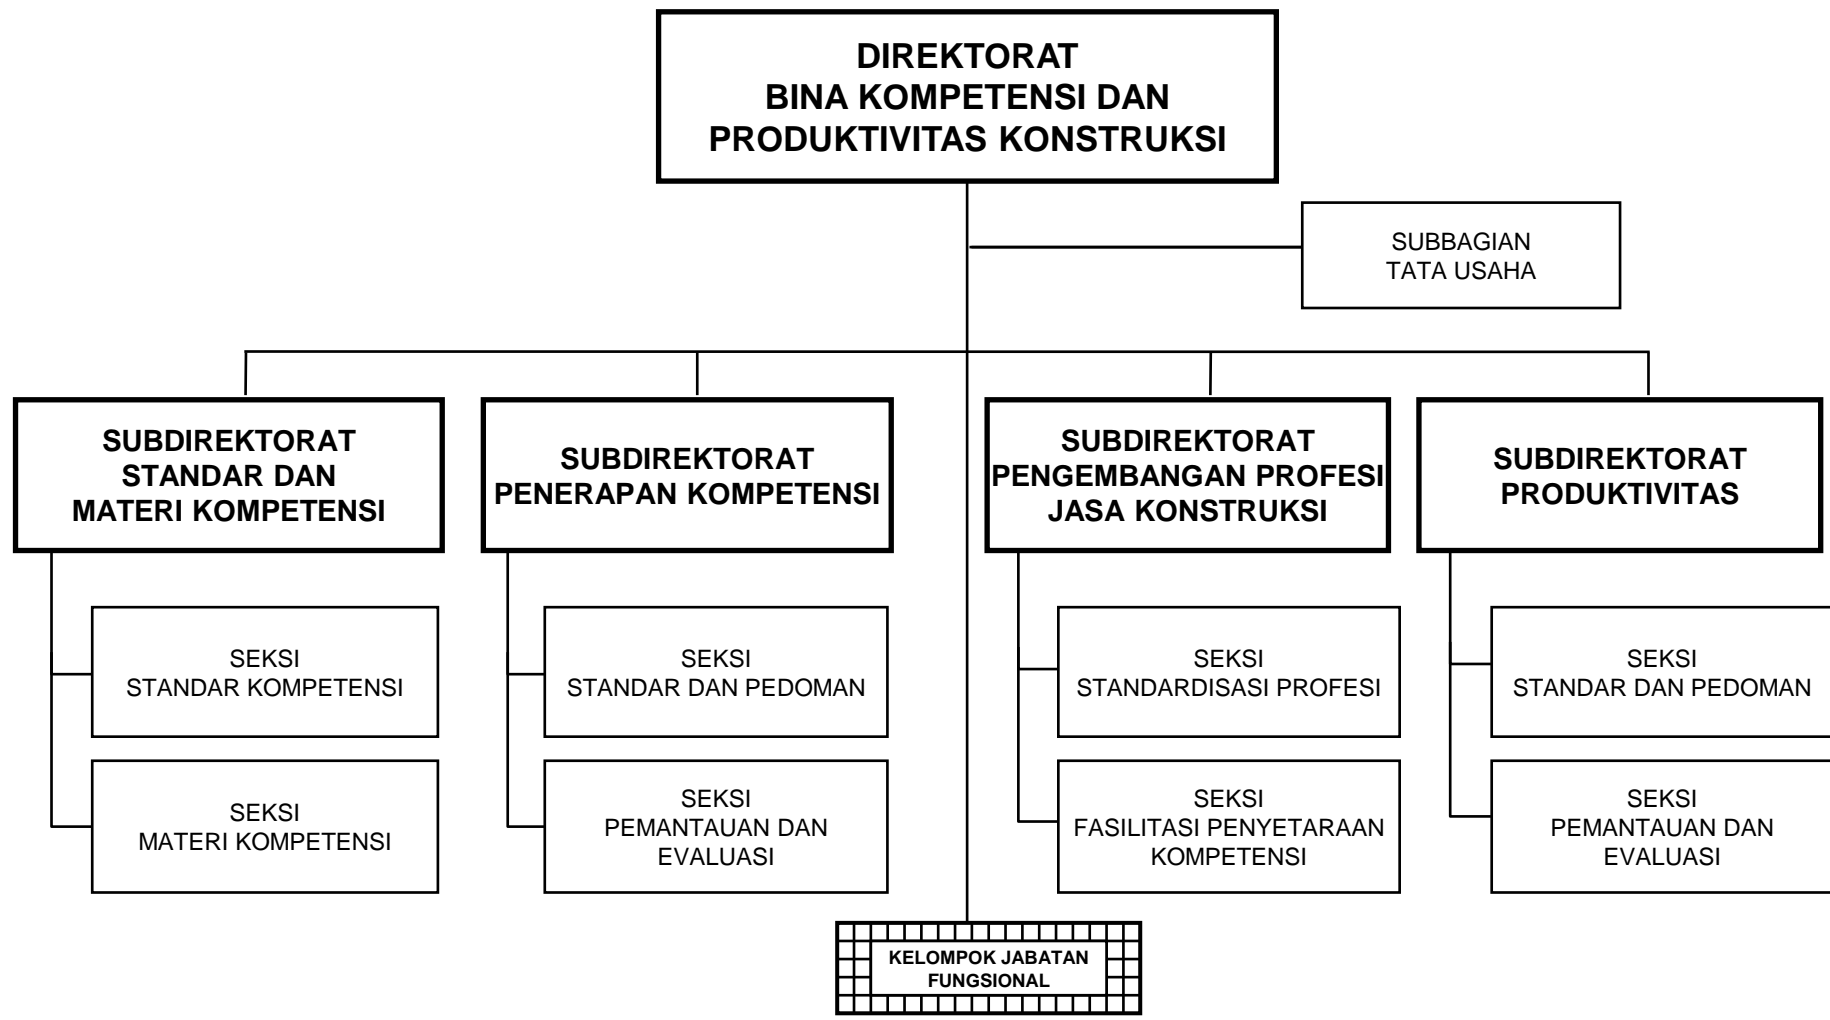 DIREKTORAT
BINA KOMPETENSI DAN
PRODUKTIVITAS KONSTRUKSI
SUBBAGIAN
TATA USAHA
SUBDIREKTORAT
STANDAR DAN
MATERI KOMPETENSI
SUBDIREKTORAT
PENERAPAN KOMPETENSI
SUBDIREKTORAT
PENGEMBANGAN PROFESI
JASA KONSTRUKSI
SUBDIREKTORAT
PRODUKTIVITAS
SEKSI
STANDAR KOMPETENSI
SEKSI
STANDAR DAN PEDOMAN
SEKSI
STANDARDISASI PROFESI
SEKSI
STANDAR DAN PEDOMAN
SEKSI
MATERI KOMPETENSI
SEKSI
PEMANTAUAN DAN
EVALUASI
SEKSI
FASILITASI PENYETARAAN
KOMPETENSI
SEKSI
PEMANTAUAN DAN
EVALUASI
KELOMPOK JABATAN
FUNGSIONAL